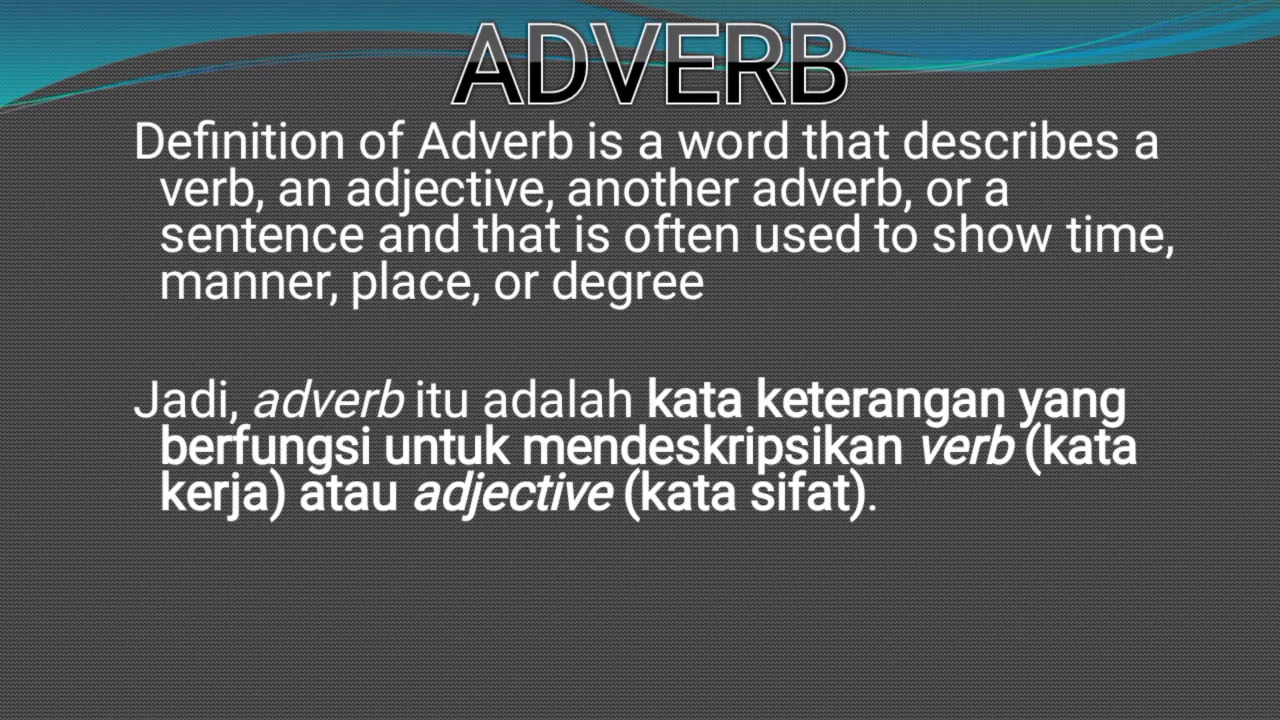 ADVERB
Definition of Adverb is a word that describes a
verb, an adjective, another adverb, or a
sentence and that is often used to show time,
manner, place, or degree
Jadi, adverb itu adalah kata keterangan yang
berfungsi untuk mendeskripsikan verb (kata
kerja) atau adjective (kata sifat).